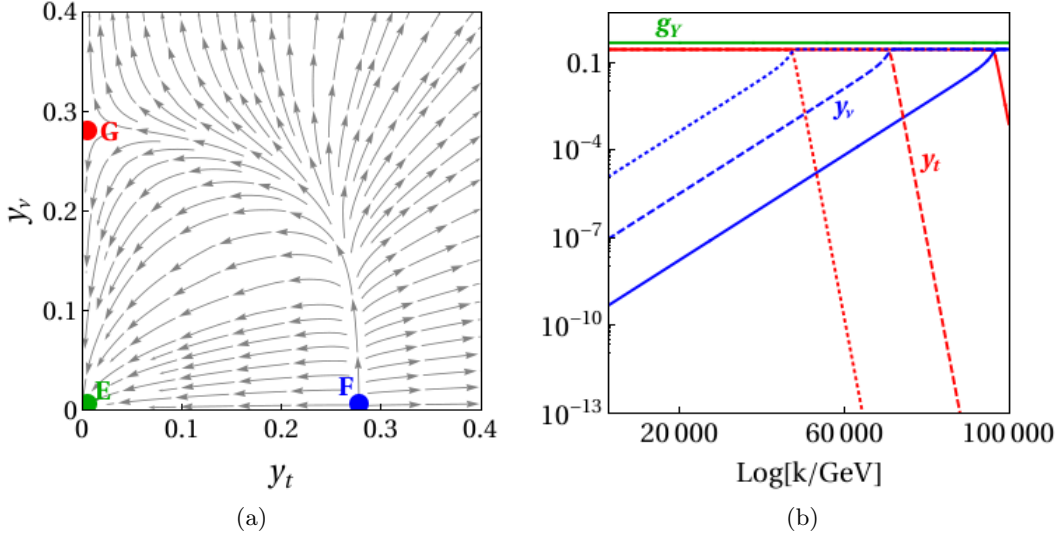 0.4
0.3
0.2
0.1
0
y_ν
G
E
F
0 0.1 0.2 0.3 0.4
y_t
(a)
g_Y
0.1
10^-4
10^-7
10^-10
10^-13
y_ν
y_t
20 000 60 000 100 000
Log[k/GeV]
(b)